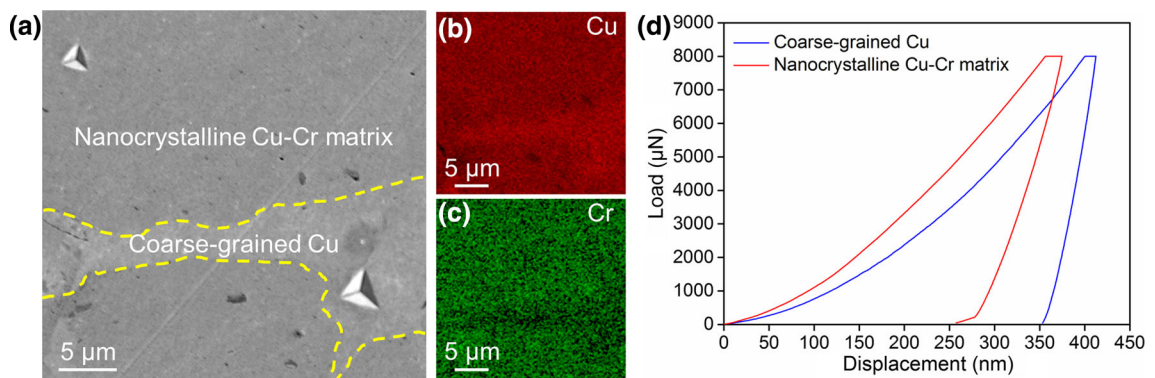 (a)
Nanocrystalline Cu-Cr matrix
Coarse-grained Cu
5 µm
(b)
Cu
5 µm
(c)
Cr
5 µm
(d)
9000
8000
7000
6000
5000
4000
3000
2000
1000
0
Load (µN)
Coarse-grained Cu
Nanocrystalline Cu-Cr matrix
0 50 100 150 200 250 300 350 400 450
Displacement (nm)